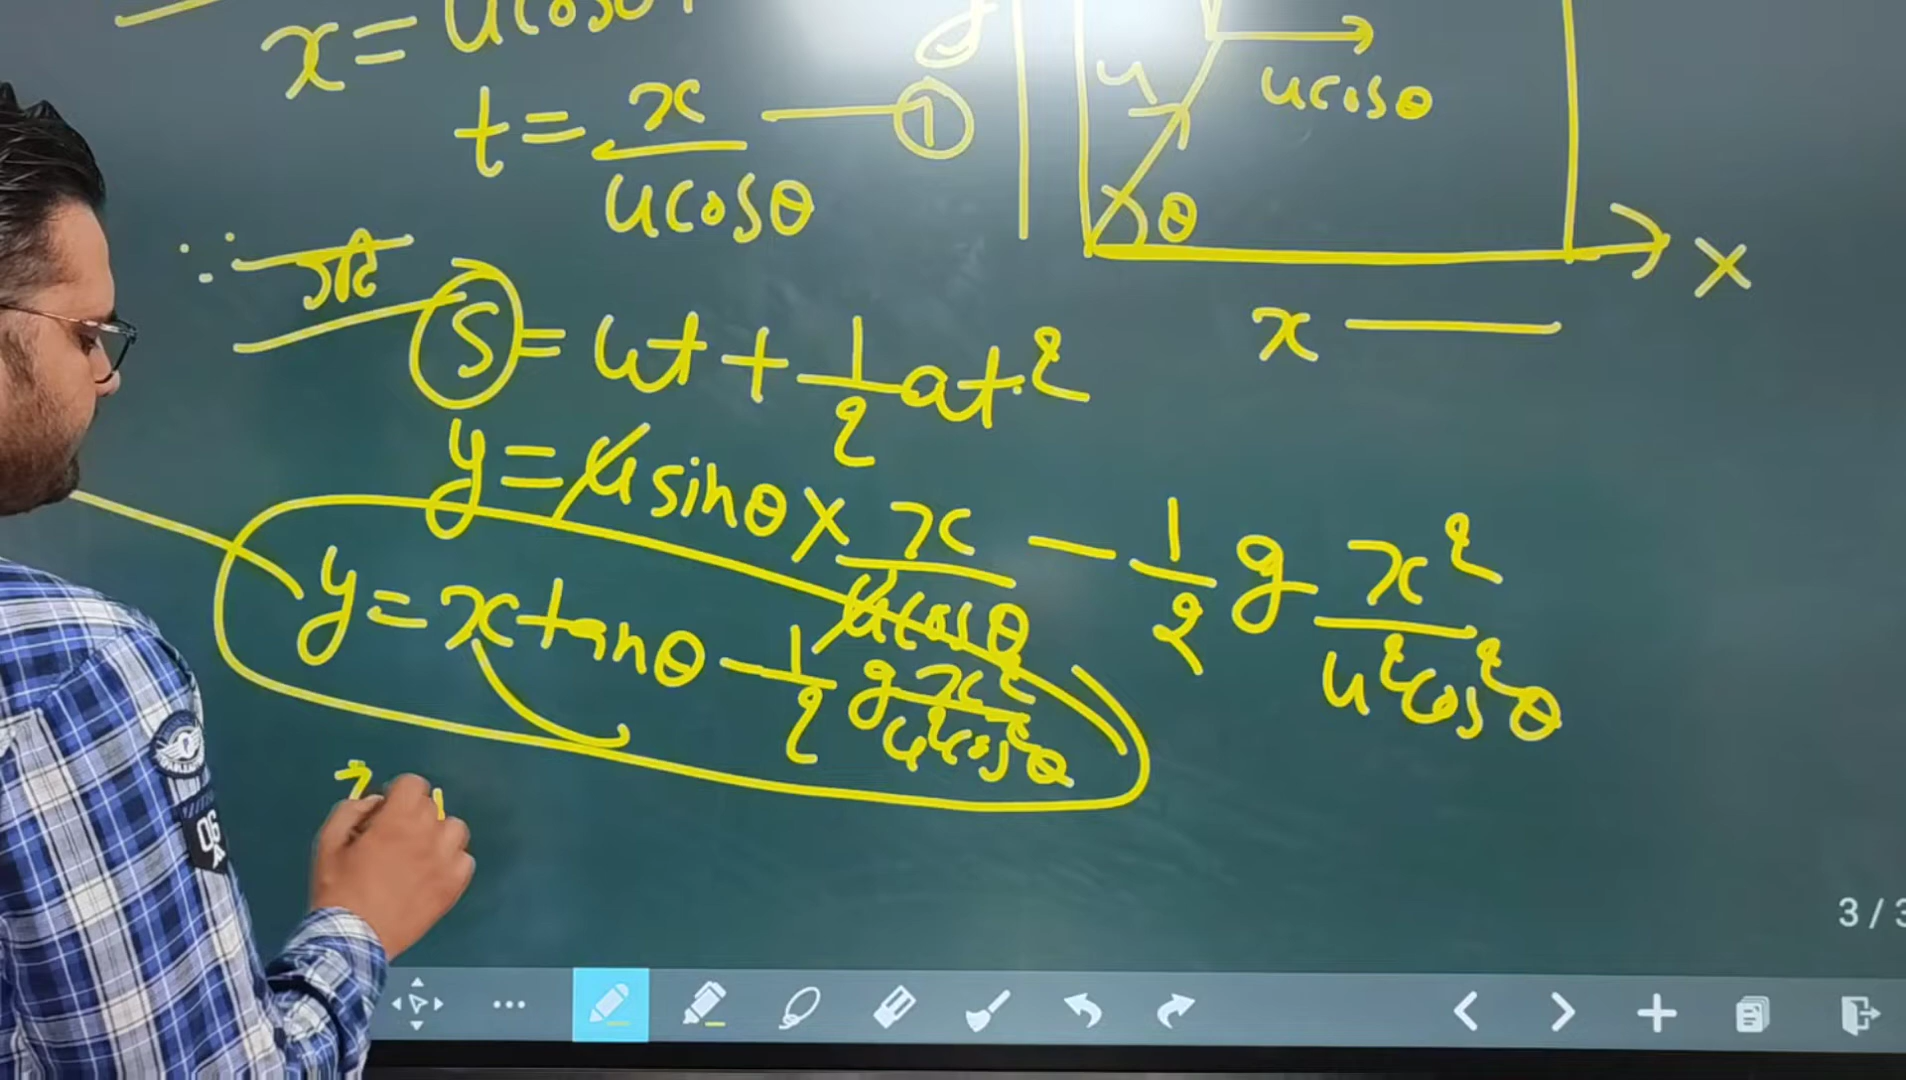 x = ucosθ
y
t = x/ucosθ — ①
u
ucosθ
θ
X
x
S = ut + 1/2 at²
y = usinθ × x/ucosθ − 1/2 g x²/u²cos²θ
y = x tanθ − 1/2 g x²/u²cos²θ
06
3 / 3